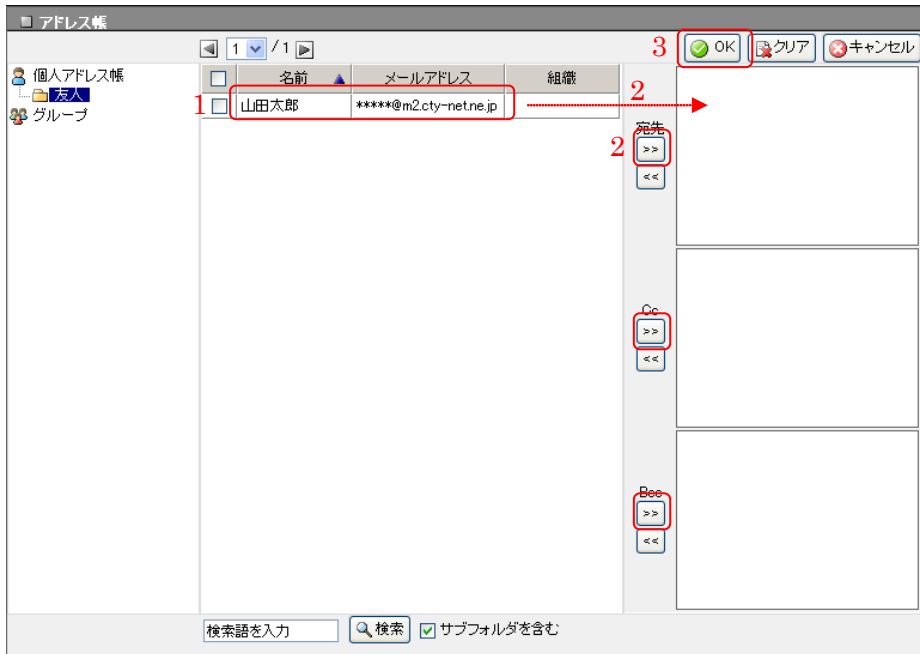 アドレス帳
1 / 1
3 OK クリア キャンセル
個人アドレス帳
友人
グループ
名前 メールアドレス 組織
1 山田太郎 *****@m2.cty-net.ne.jp
2
宛先
2 >>
<<
Cc
>>
<<
Bcc
>>
<<
検索語を入力 検索 サブフォルダを含む